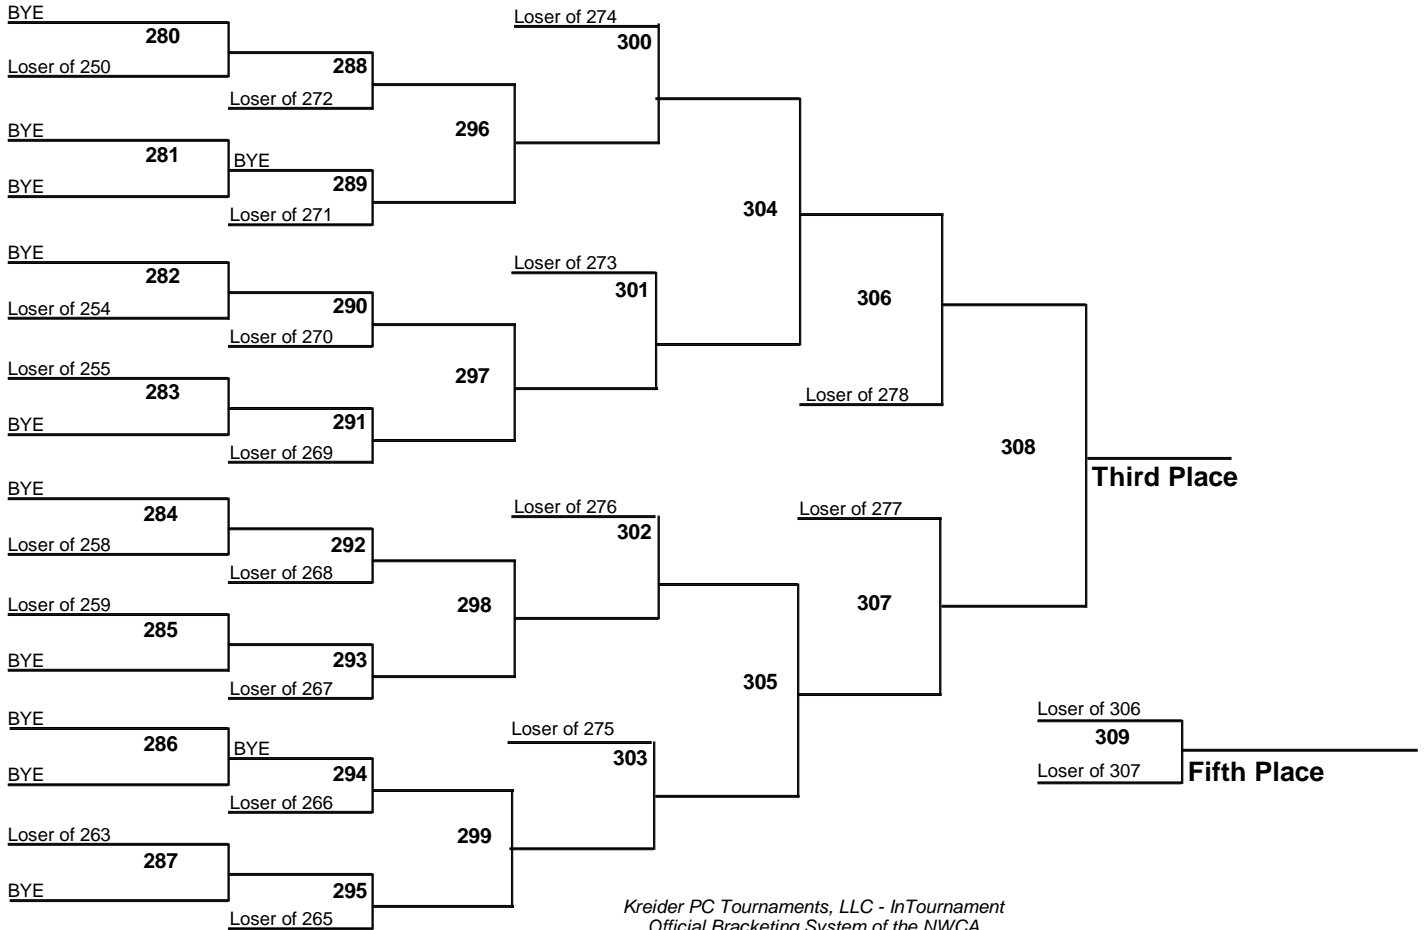 BYE
280
Loser of 250
288
Loser of 272
BYE
281
BYE
BYE
289
Loser of 271
296
Loser of 274
300
BYE
282
Loser of 254
290
Loser of 270
Loser of 255
283
BYE
291
Loser of 269
297
Loser of 273
301
304
306
Loser of 278
BYE
284
Loser of 258
292
Loser of 268
Loser of 259
285
BYE
293
Loser of 267
298
Loser of 276
302
BYE
286
BYE
BYE
294
Loser of 266
Loser of 263
287
BYE
295
Loser of 265
299
Loser of 275
303
305
Loser of 277
307
308
Third Place
Loser of 306
309
Loser of 307
Fifth Place
Kreider PC Tournaments, LLC - InTournament
Official Bracketing System of the NWCA